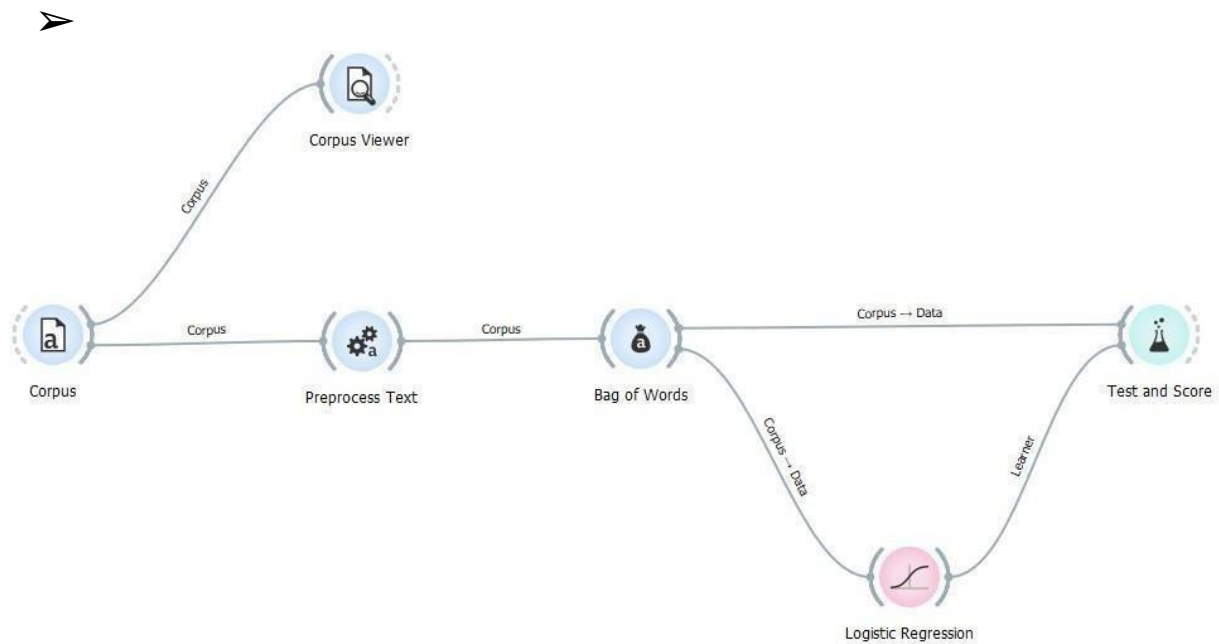 ➢
Corpus Viewer
Corpus
a
Corpus
Corpus
Corpus
a
Preprocess Text
a
Bag of Words
Corpus → Data
Test and Score
Corpus → Data
Learner
Logistic Regression